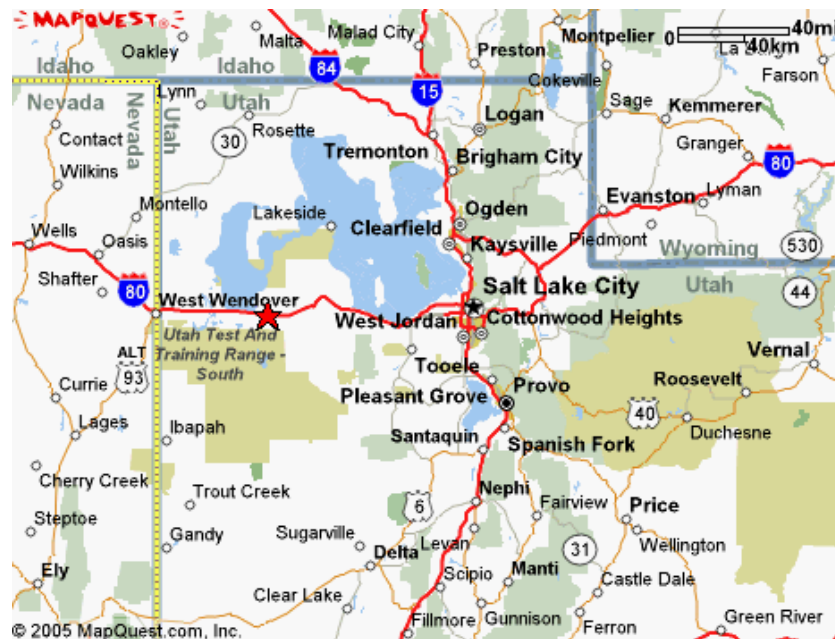 MAPQUEST®
40mi
0
40km
Oakley
Malta
Malad City
Preston
Montpelier
Farson
Idaho
Idaho
84
15
Cokeville
Nevada
Nevada
Utah
Lynn
Utah
Rosette
30
Logan
Sage
Kemmerer
Contact
Tremonton
Granger
80
Wilkins
Brigham City
Lyman
Evanston
Montello
Lakeside
Ogden
Clearfield
Piedmont
Wells
Oasis
Kaysville
Wyoming
530
Shafter
80
Salt Lake City
Utah
44
West Wendover
West Jordan
Cottonwood Heights
Utah Test And
Training Range -
South
ALT
93
Tooele
Vernal
Currie
Pleasant Grove
Provo
Roosevelt
40
Lages
Ibapah
Santaquin
Spanish Fork
Duchesne
Cherry Creek
Trout Creek
6
Nephi
Fairview
Price
Steptoe
Gandy
Sugarville
Levan
31
Wellington
Delta
Ely
Scipio
Manti
Castle Dale
Clear Lake
Fillmore
Gunnison
Ferron
Green River
© 2005 MapQuest.com, Inc.